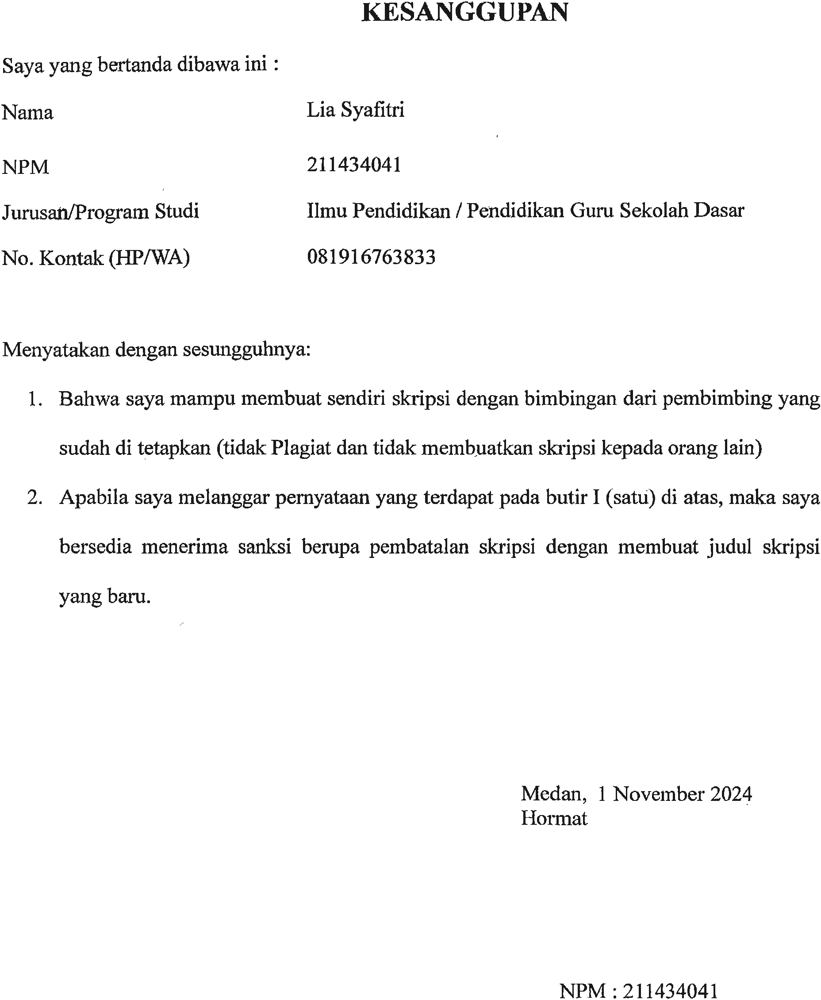 KESANGGUPAN
Saya yang bertanda dibawa ini :
Nama Lia Syafitri
NPM 211434041
Jurusan/Program Studi Ilmu Pendidikan / Pendidikan Guru Sekolah Dasar
No. Kontak (HP/WA) 081916763833
Menyatakan dengan sesungguhnya:
1. Bahwa saya mampu membuat sendiri skripsi dengan bimbingan dari pembimbing yang
sudah di tetapkan (tidak Plagiat dan tidak membuatkan skripsi kepada orang lain)
2. Apabila saya melanggar pernyataan yang terdapat pada butir I (satu) di atas, maka saya
bersedia menerima sanksi berupa pembatalan skripsi dengan membuat judul skripsi
yang baru.
Medan, 1 November 2024
Hormat
NPM : 211434041